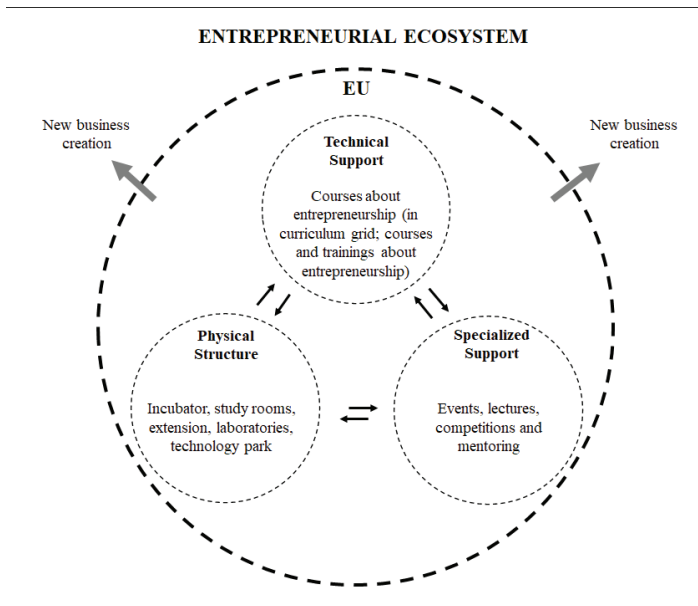 ENTREPRENEURIAL ECOSYSTEM
EU
New business
creation
New business
creation
Technical
Support
Courses about
entrepreneurship (in
curriculum grid; courses
and trainings about
entrepreneurship)
Physical
Structure
Incubator, study rooms,
extension, laboratories,
technology park
Specialized
Support
Events, lectures,
competitions and
mentoring